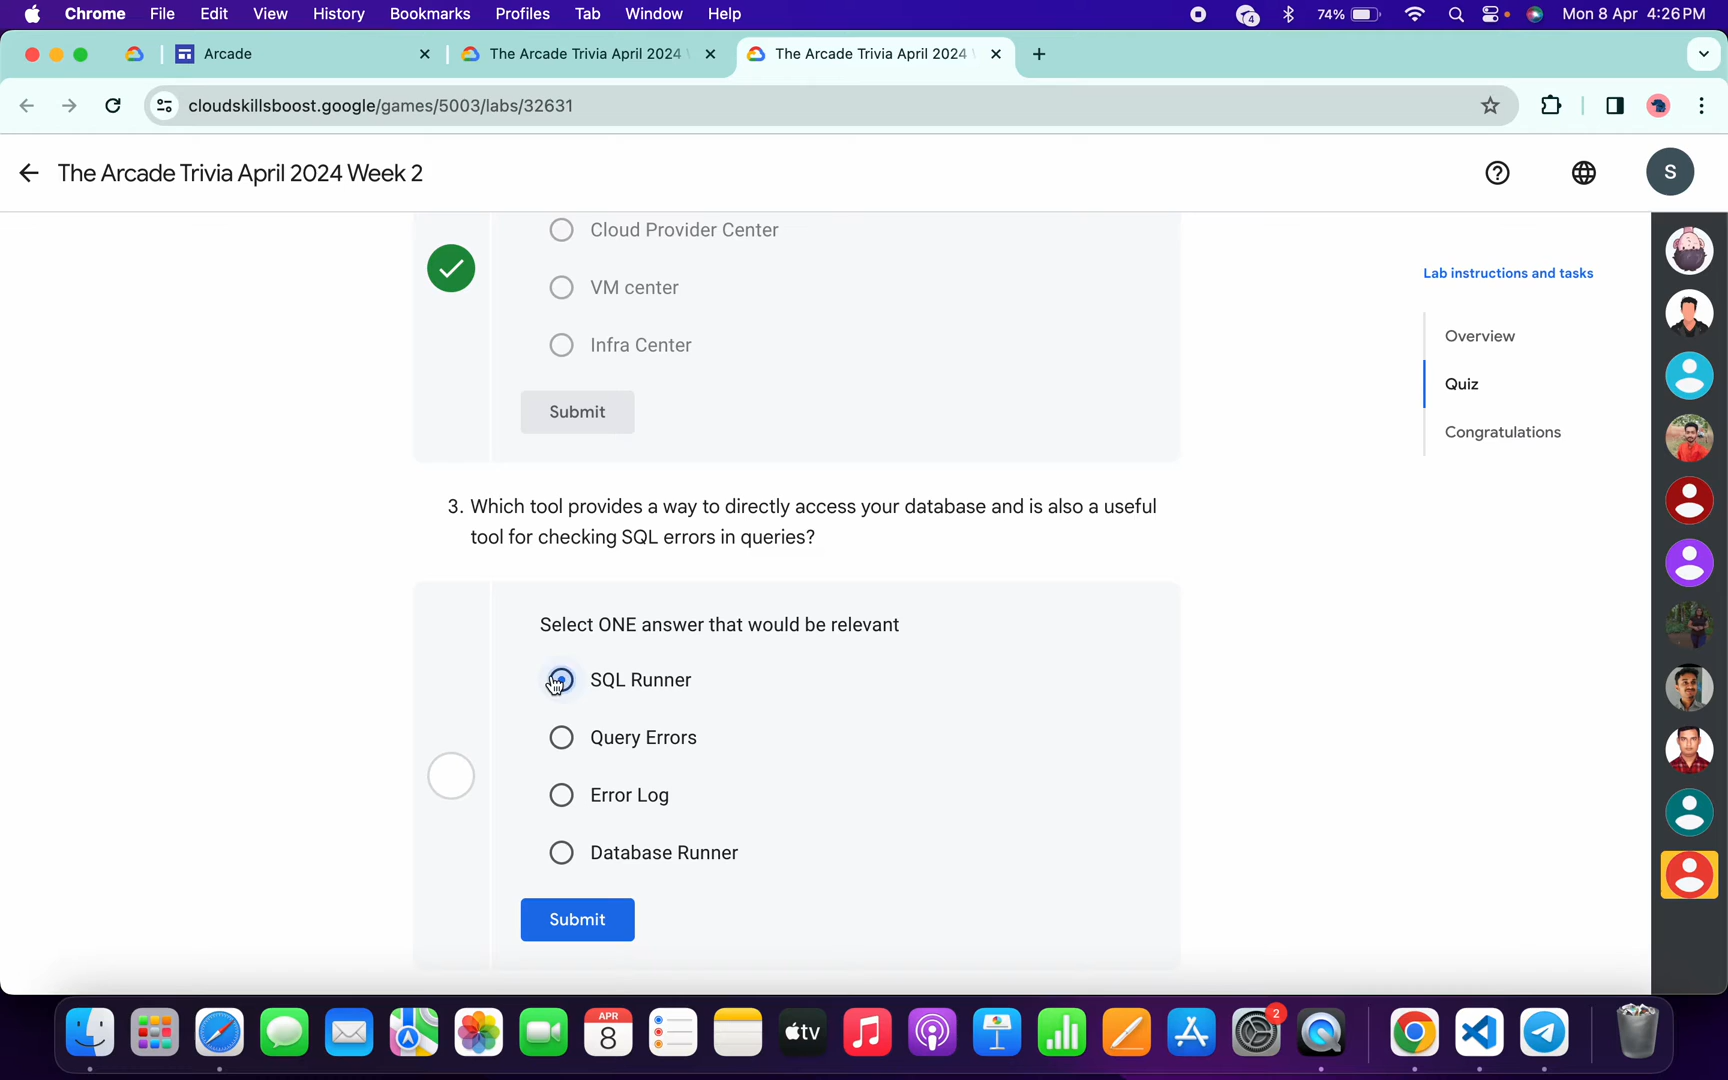 Chrome File Edit View History Bookmarks Profiles Tab Window Help 4 74% Mon 8 Apr 4:26 PM
Arcade The Arcade Trivia April 2024 The Arcade Trivia April 2024
cloudskillsboost.google/games/5003/labs/32631
The Arcade Trivia April 2024 Week 2 S
Cloud Provider Center
VM center
Infra Center
Submit
Lab instructions and tasks
Overview
Quiz
Congratulations
3. Which tool provides a way to directly access your database and is also a useful
tool for checking SQL errors in queries?
Select ONE answer that would be relevant
SQL Runner
Query Errors
Error Log
Database Runner
Submit
APR
8
tv
2